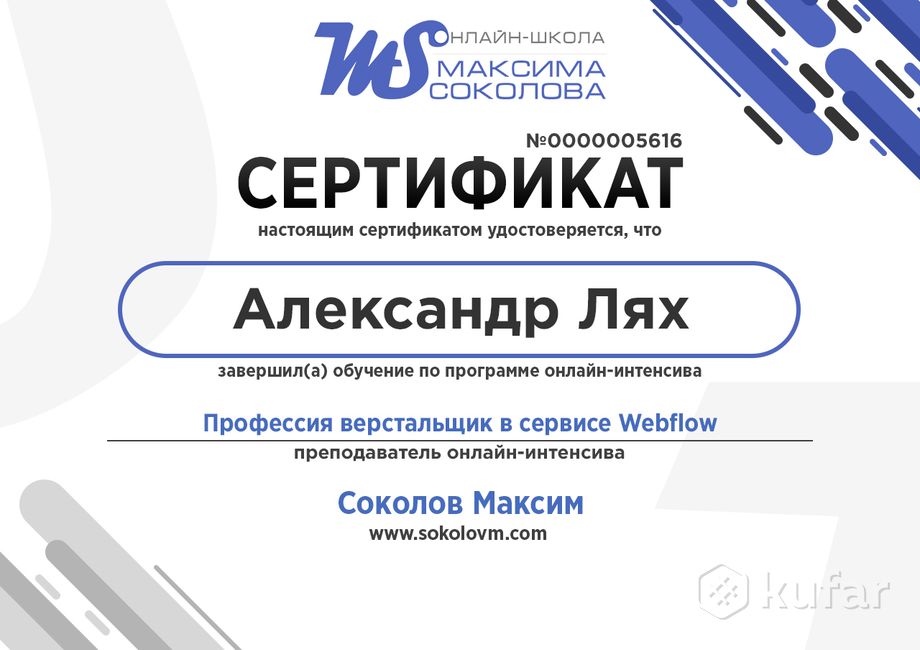 ОНЛАЙН-ШКОЛА
МАКСИМА
СОКОЛОВА
№0000005616
СЕРТИФИКАТ
настоящим сертификатом удостоверяется, что
Александр Лях
завершил(а) обучение по программе онлайн-интенсива
Профессия верстальщик в сервисе Webflow
преподаватель онлайн-интенсива
Соколов Максим
www.sokolovm.com
kufar